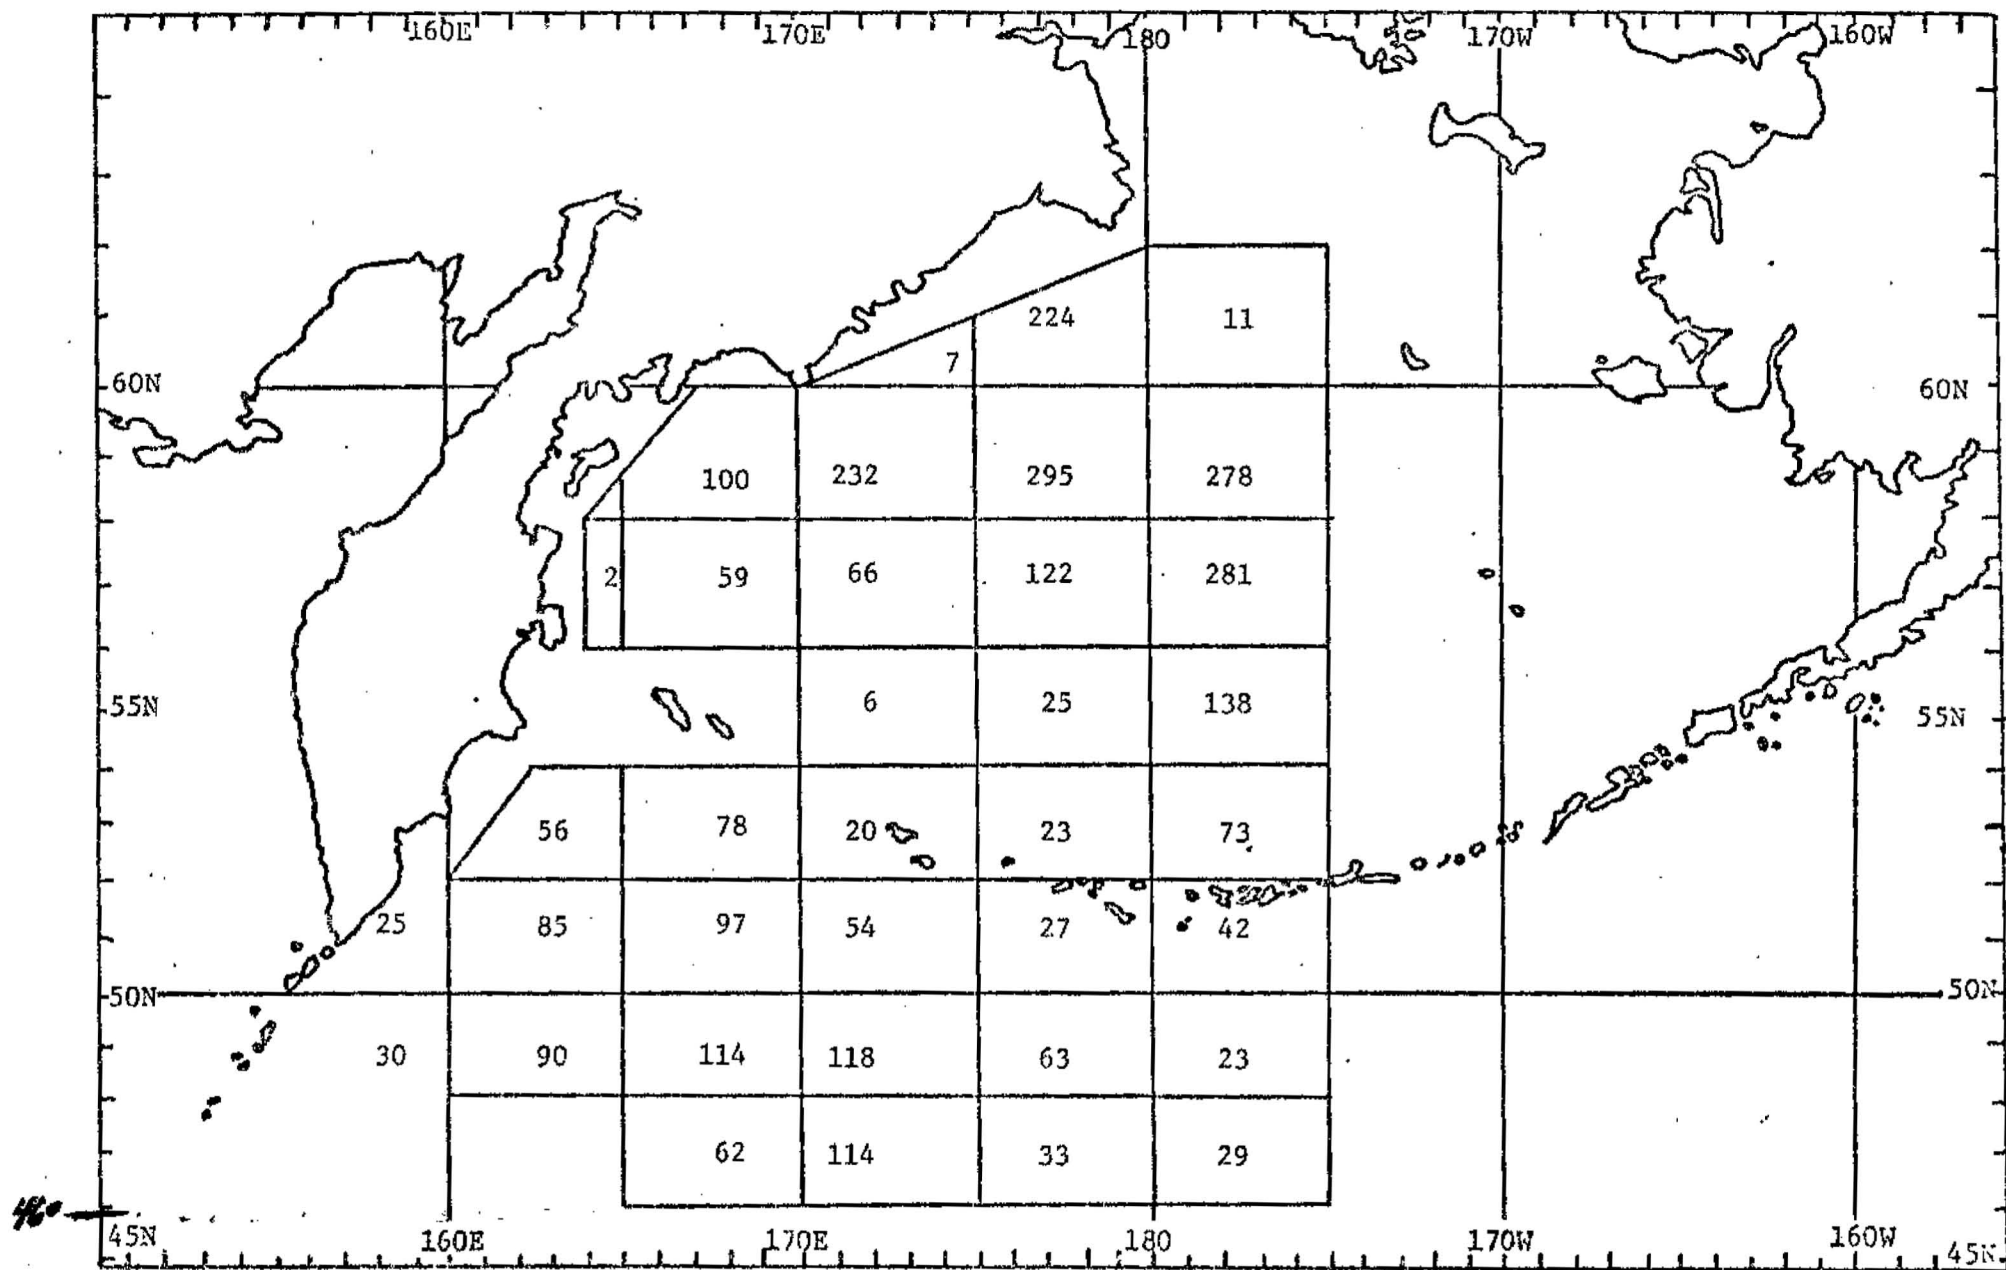 160E 170E 180 170W 160W
224 11
7
60N 60N
100 232 295 278
2 59 66 122 281
6 25 138
55N 55N
56 78 20 23 73
25 85 97 54 27 42
50N 50N
30 90 114 118 63 23
62 114 33 29
46°
45N 160E 170E 180 170W 160W 45N